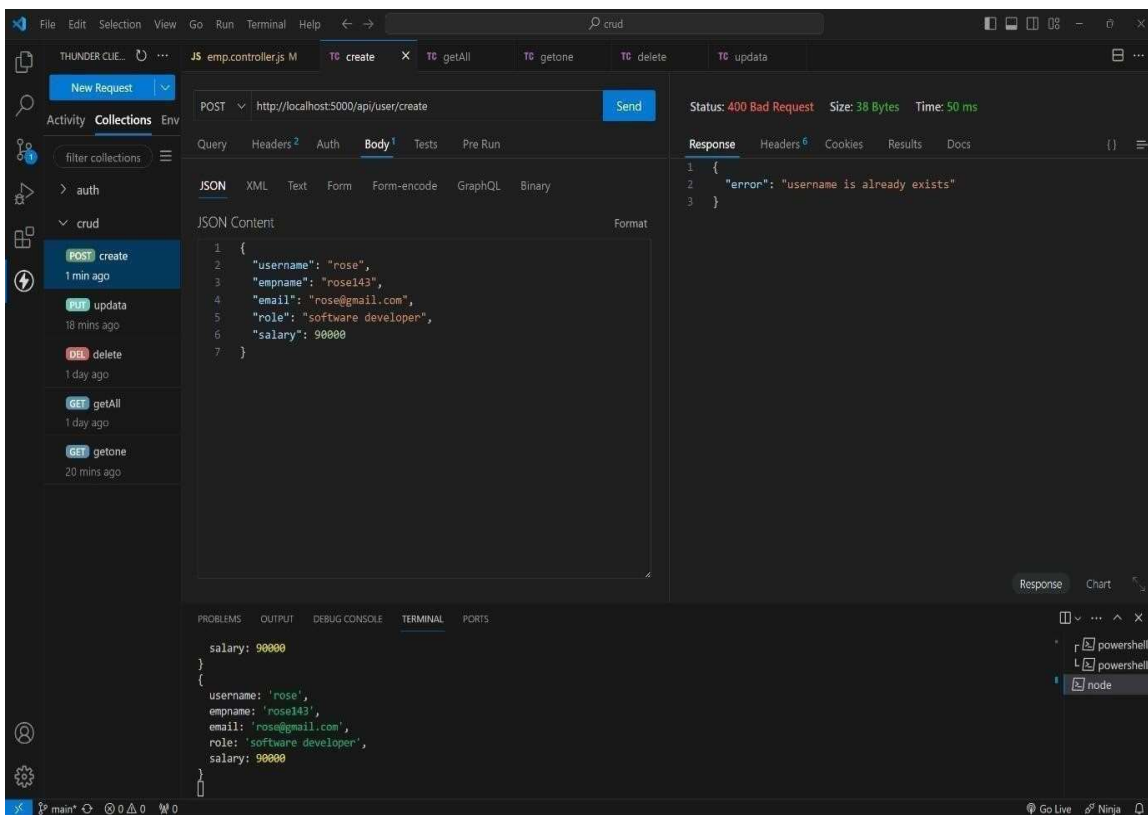 File Edit Selection View Go Run Terminal Help crud
THUNDER CLIE... ... JS emp.controller.js M TC create TC getAll TC getone TC delete TC updata ...
New Request
Activity Collections Env
filter collections
auth
crud
POST create
1 min ago
PUT updata
18 mins ago
DEL delete
1 day ago
GET getAll
1 day ago
GET getone
20 mins ago
POST http://localhost:5000/api/user/create Send
Query Headers 2 Auth Body 1 Tests Pre Run
JSON XML Text Form Form-encode GraphQL Binary
JSON Content Format
1 {
2 "username": "rose",
3 "empname": "rose143",
4 "email": "rose@gmail.com",
5 "role": "software developer",
6 "salary": 90000
7 }
Status: 400 Bad Request Size: 38 Bytes Time: 50 ms
Response Headers 6 Cookies Results Docs {}
1 {
2 "error": "username is already exists"
3 }
Response Chart
PROBLEMS OUTPUT DEBUG CONSOLE TERMINAL PORTS
salary: 90000
}
{
username: 'rose',
empname: 'rose143',
email: 'rose@gmail.com',
role: 'software developer',
salary: 90000
}
powershell
powershell
node
main* 0 0 0 Go Live Ninja